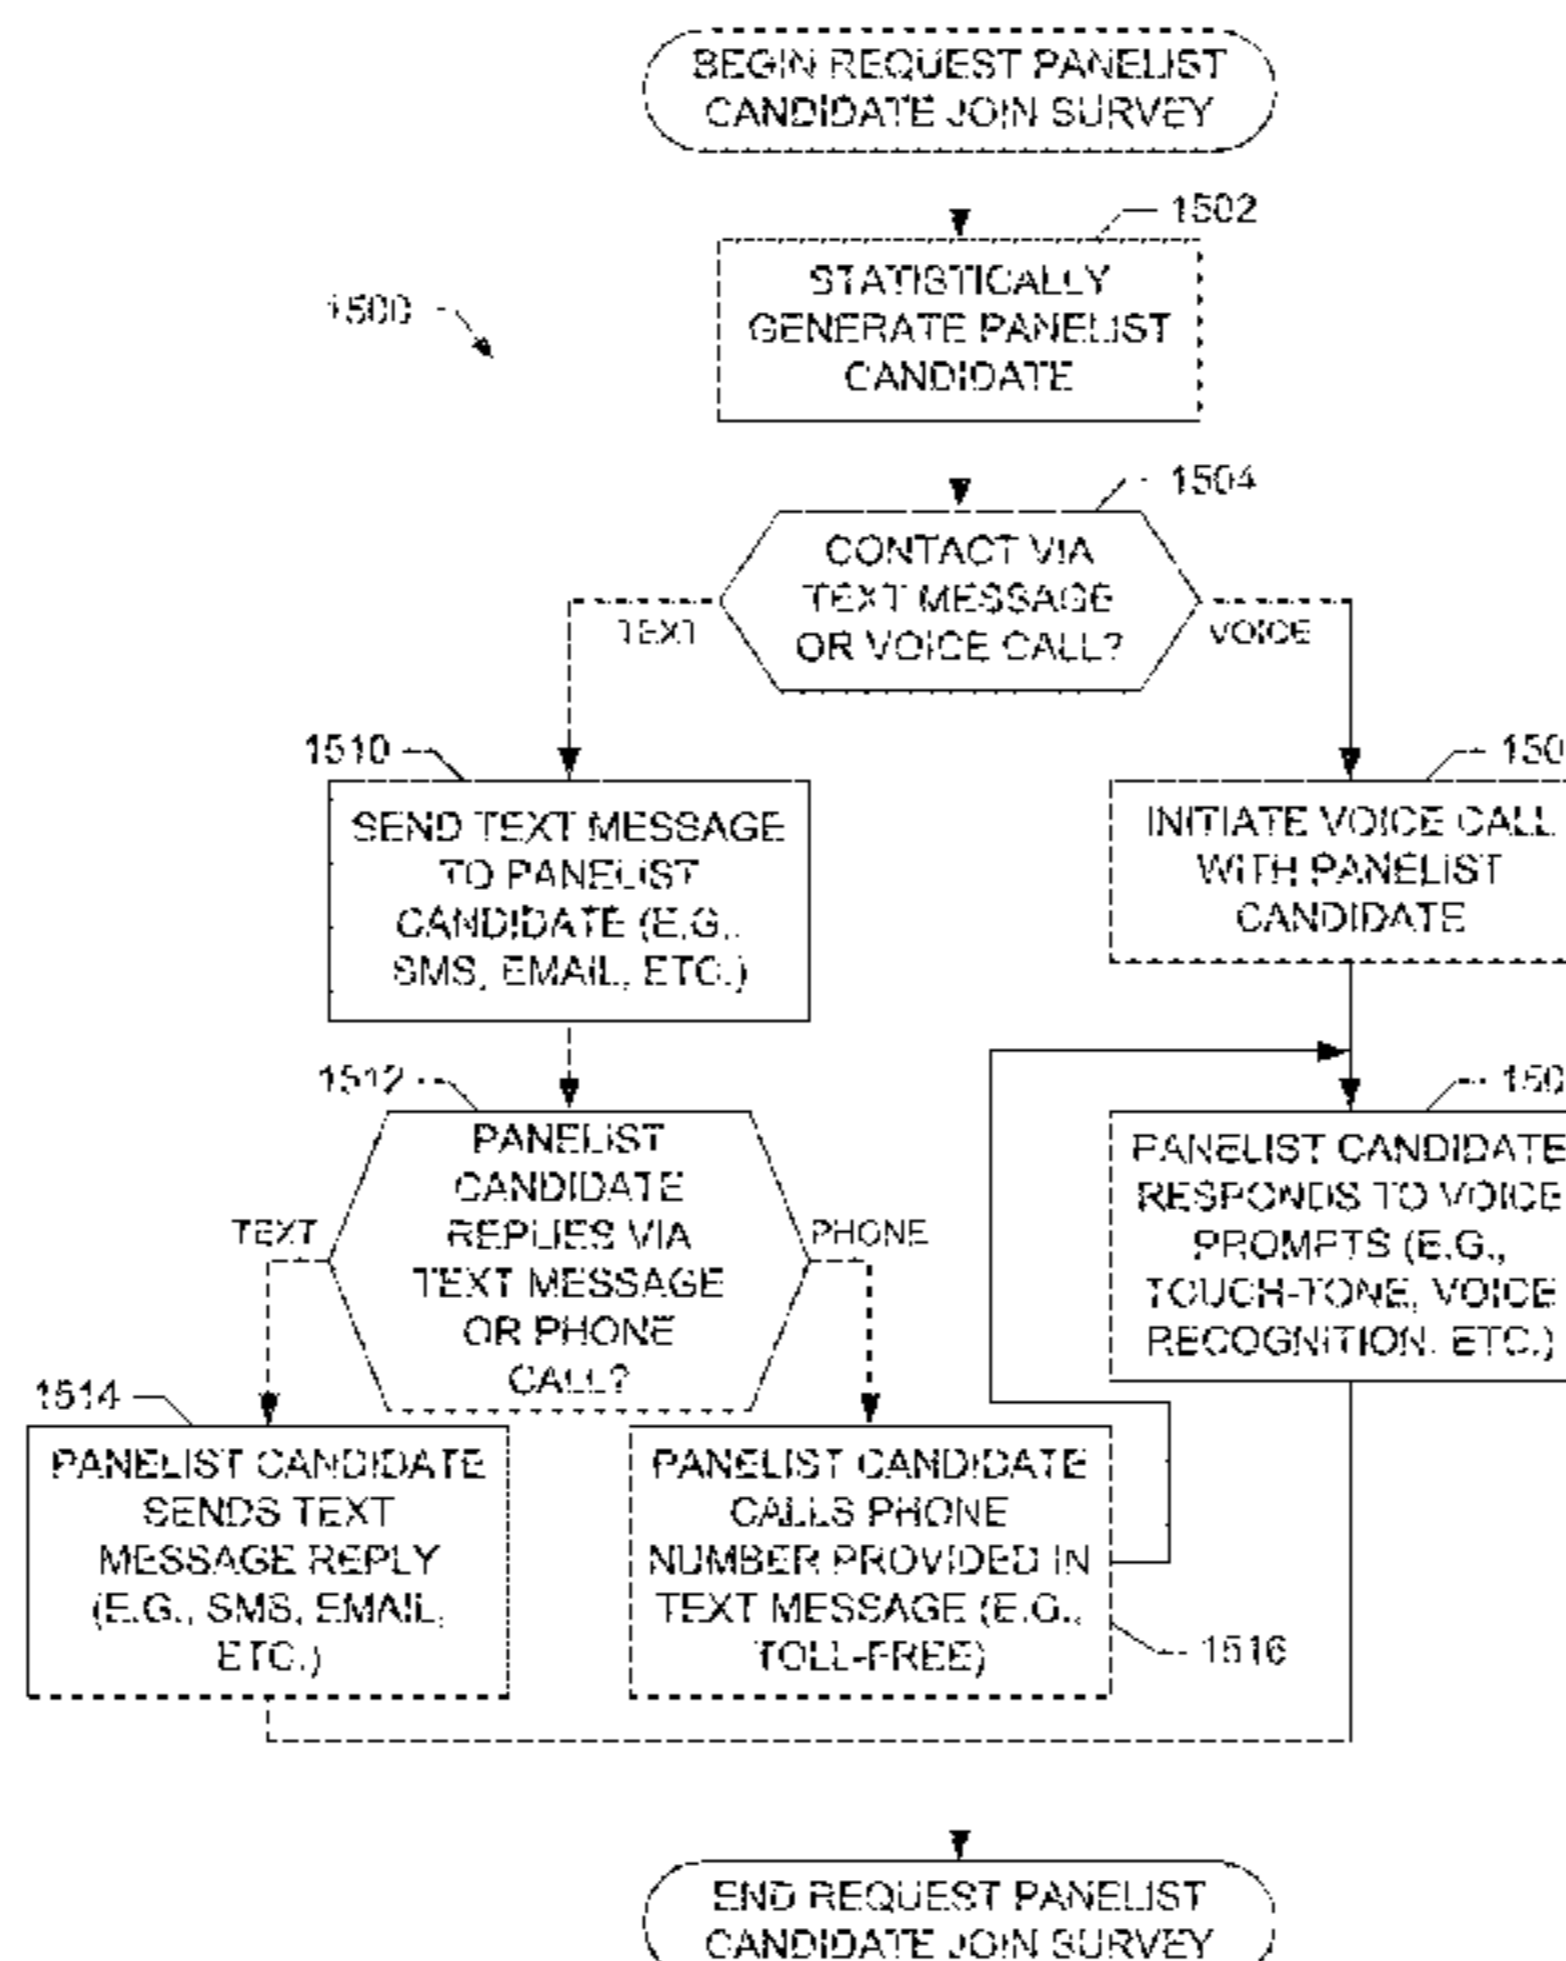 BEGIN REQUEST PANELIST
CANDIDATE JOIN SURVEY
1502
1500
STATISTICALLY
GENERATE PANELIST
CANDIDATE
1504
CONTACT VIA
TEXT MESSAGE
OR VOICE CALL?
TEXT
VOICE
1510
SEND TEXT MESSAGE
TO PANELIST
CANDIDATE (E.G.,
SMS, EMAIL, ETC.)
150
INITIATE VOICE CALL
WITH PANELIST
CANDIDATE
1512
PANELIST
CANDIDATE
REPLIES VIA
TEXT MESSAGE
OR PHONE
CALL?
TEXT
PHONE
150
PANELIST CANDIDATE
RESPONDS TO VOICE
PROMPTS (E.G.,
TOUCH-TONE, VOICE
RECOGNITION, ETC.)
1514
PANELIST CANDIDATE
SENDS TEXT
MESSAGE REPLY
(E.G., SMS, EMAIL,
ETC.)
PANELIST CANDIDATE
CALLS PHONE
NUMBER PROVIDED IN
TEXT MESSAGE (E.G.,
TOLL-FREE)
1516
END REQUEST PANELIST
CANDIDATE JOIN SURVEY